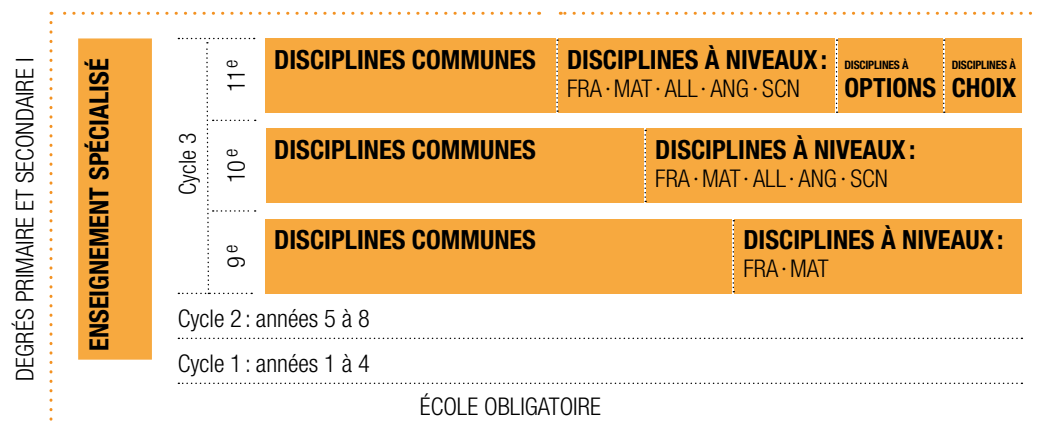 DEGRÉS PRIMAIRE ET SECONDAIRE I
ENSEIGNEMENT SPÉCIALISÉ
Cycle 3
11e
DISCIPLINES COMMUNES
DISCIPLINES À NIVEAUX :
FRA · MAT · ALL · ANG · SCN
DISCIPLINES À
OPTIONS
DISCIPLINES À
CHOIX
10e
DISCIPLINES COMMUNES
DISCIPLINES À NIVEAUX :
FRA · MAT · ALL · ANG · SCN
9e
DISCIPLINES COMMUNES
DISCIPLINES À NIVEAUX :
FRA · MAT
Cycle 2 : années 5 à 8
Cycle 1 : années 1 à 4
ÉCOLE OBLIGATOIRE